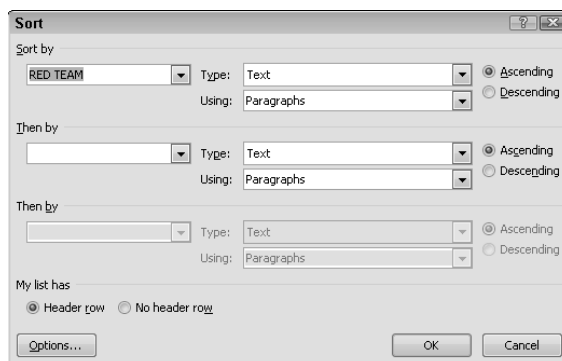 Sort
Sort by
RED TEAM Type: Text Ascending
Using: Paragraphs Descending
Then by
Type: Text Ascending
Using: Paragraphs Descending
Then by
Type: Text Ascending
Using: Paragraphs Descending
My list has
Header row No header row
Options... OK Cancel